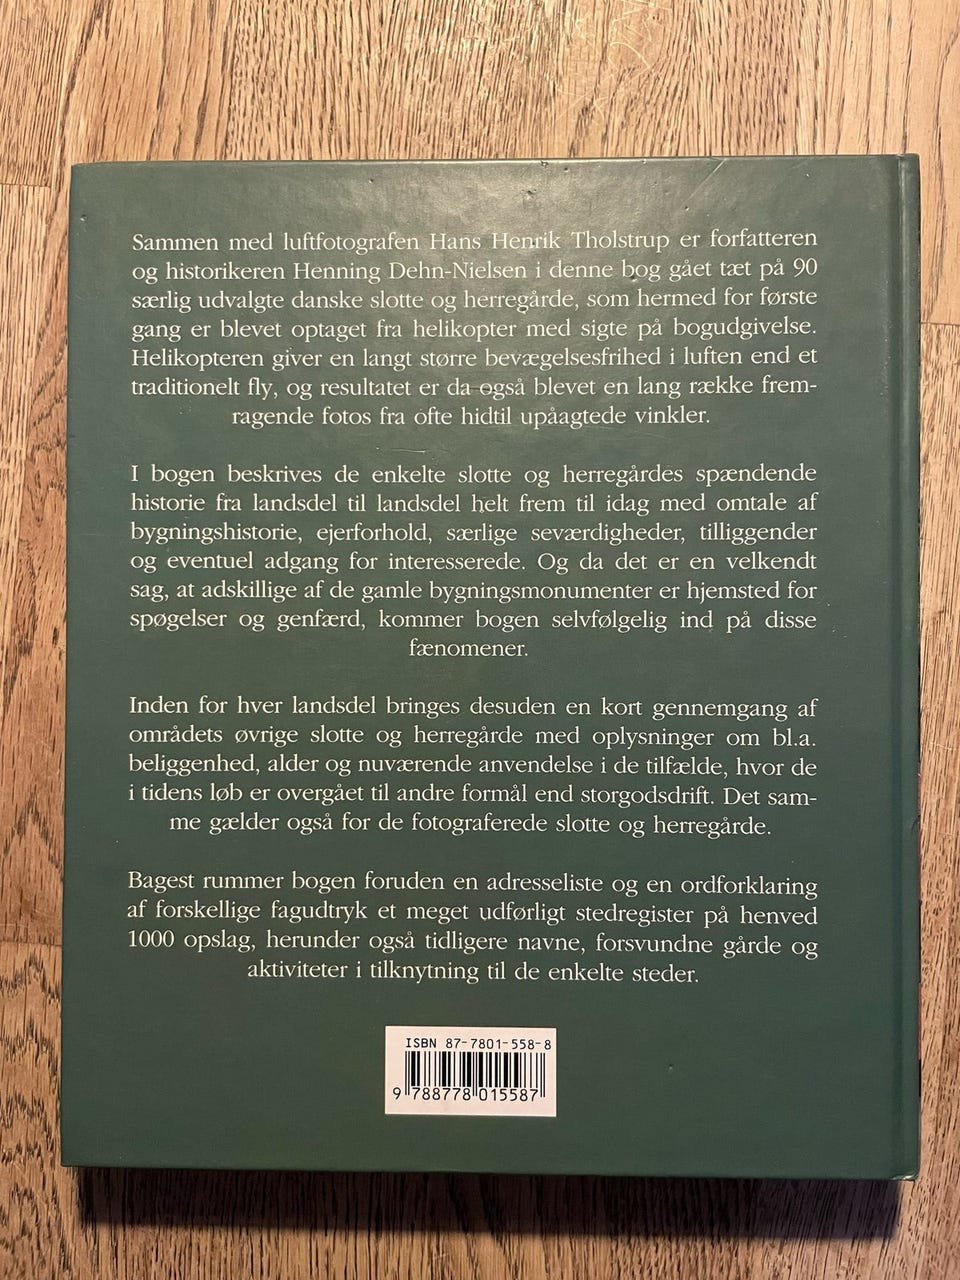 Sammen med luftfotografen Hans Henrik Tholstrup er forfatteren
og historikeren Henning Dehn-Nielsen i denne bog gået tæt på 90
særlig udvalgte danske slotte og herregårde, som hermed for første
gang er blevet optaget fra helikopter med sigte på bogudgivelse.
Helikopteren giver en langt større bevægelsesfrihed i luften end et
traditionelt fly, og resultatet er da også blevet en lang række frem-
ragende fotos fra ofte hidtil upåagtede vinkler.
I bogen beskrives de enkelte slotte og herregårdes spændende
historie fra landsdel til landsdel helt frem til idag med omtale af
bygningshistorie, ejerforhold, særlige seværdigheder, tilliggender
og eventuel adgang for interesserede. Og da det er en velkendt
sag, at adskillige af de gamle bygningsmonumenter er hjemsted for
spøgelser og genfærd, kommer bogen selvfølgelig ind på disse
fænomener.
Inden for hver landsdel bringes desuden en kort gennemgang af
områdets øvrige slotte og herregårde med oplysninger om bl.a.
beliggenhed, alder og nuværende anvendelse i de tilfælde, hvor de
i tidens løb er overgået til andre formål end storgodsdrift. Det sam-
me gælder også for de fotograferede slotte og herregårde.
Bagest rummer bogen foruden en adresseliste og en ordforklaring
af forskellige fagudtryk et meget udførligt stedregister på henved
1000 opslag, herunder også tidligere navne, forsvundne gårde og
aktiviteter i tilknytning til de enkelte steder.
ISBN 87-7801-558-8
9 788778 015587